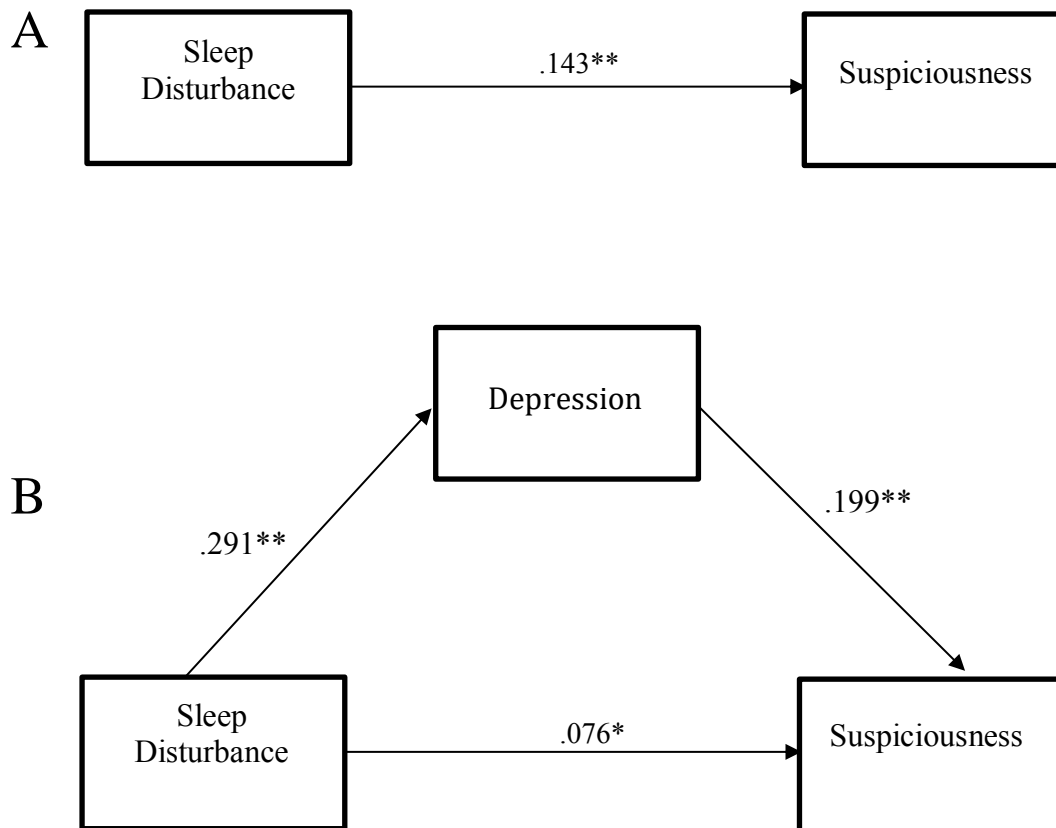 A
Sleep
Disturbance
.143**
Suspiciousness
Depression
B
.291**
.199**
Sleep
Disturbance
.076*
Suspiciousness